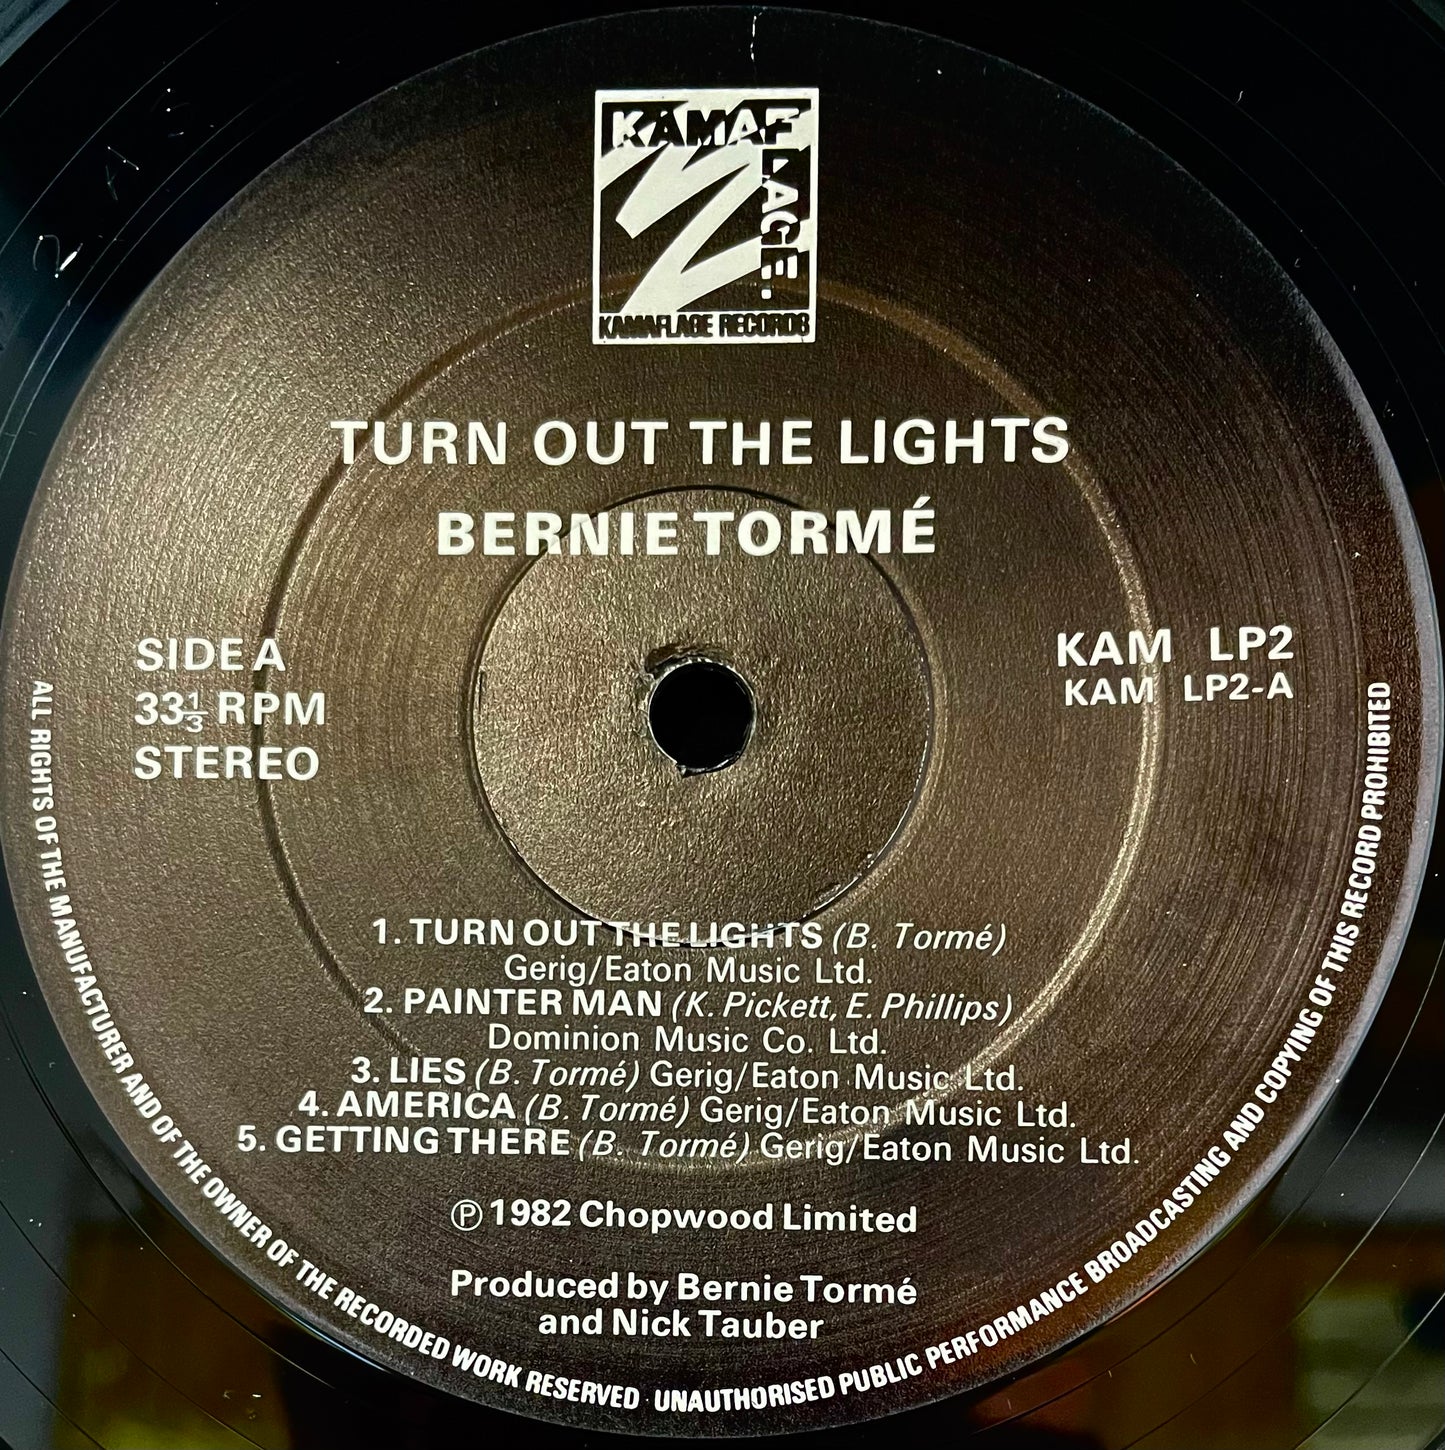 KAMAF
LAGE.
KAMAFLAGE RECORDS
TURN OUT THE LIGHTS
BERNIE TORMÉ
SIDE A
33⅓ RPM
STEREO
KAM LP2
KAM LP2-A
1. TURN OUT THE LIGHTS (B. Tormé)
Gerig/Eaton Music Ltd.
2. PAINTER MAN (K. Pickett, E. Phillips)
Dominion Music Co. Ltd.
3. LIES (B. Tormé) Gerig/Eaton Music Ltd.
4. AMERICA (B. Tormé) Gerig/Eaton Music Ltd.
5. GETTING THERE (B. Tormé) Gerig/Eaton Music Ltd.
℗ 1982 Chopwood Limited
Produced by Bernie Tormé
and Nick Tauber
ALL RIGHTS OF THE MANUFACTURER AND OF THE OWNER OF THE RECORDED WORK RESERVED · UNAUTHORISED PUBLIC PERFORMANCE BROADCASTING AND COPYING OF THIS RECORD PROHIBITED